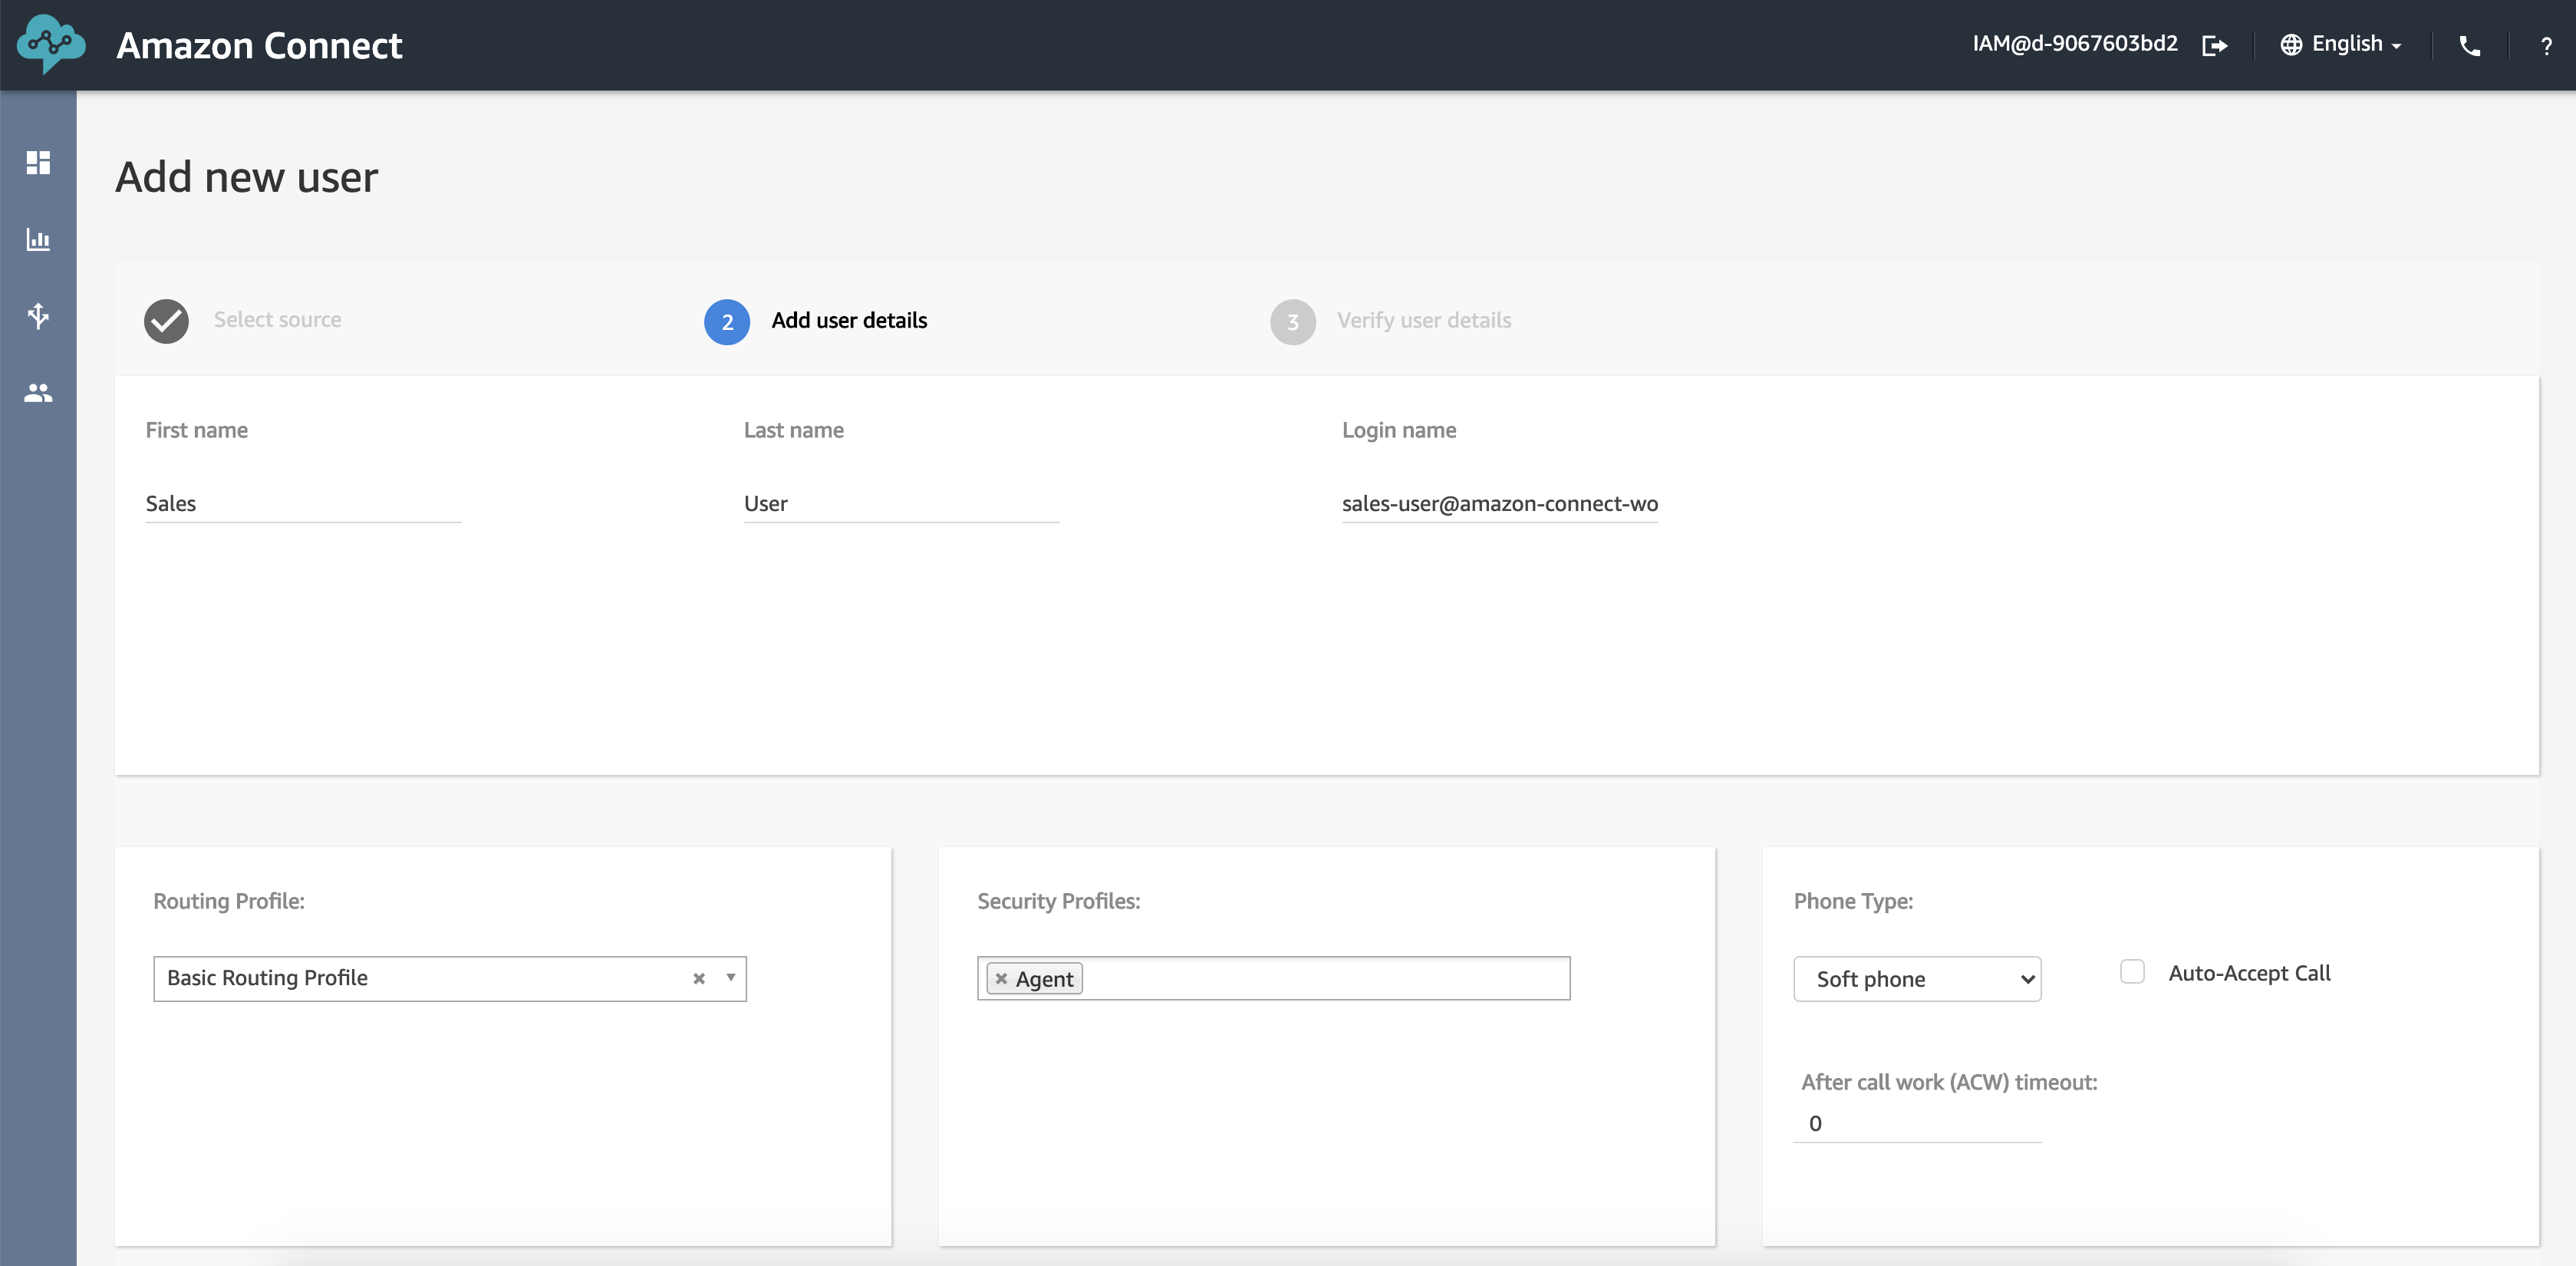 Amazon Connect
IAM@d-9067603bd2
English
?
Add new user
Select source
2 Add user details
3 Verify user details
First name
Last name
Login name
Sales
User
sales-user@amazon-connect-wo
Routing Profile:
Security Profiles:
Phone Type:
Basic Routing Profile
Agent
Soft phone
Auto-Accept Call
After call work (ACW) timeout:
0